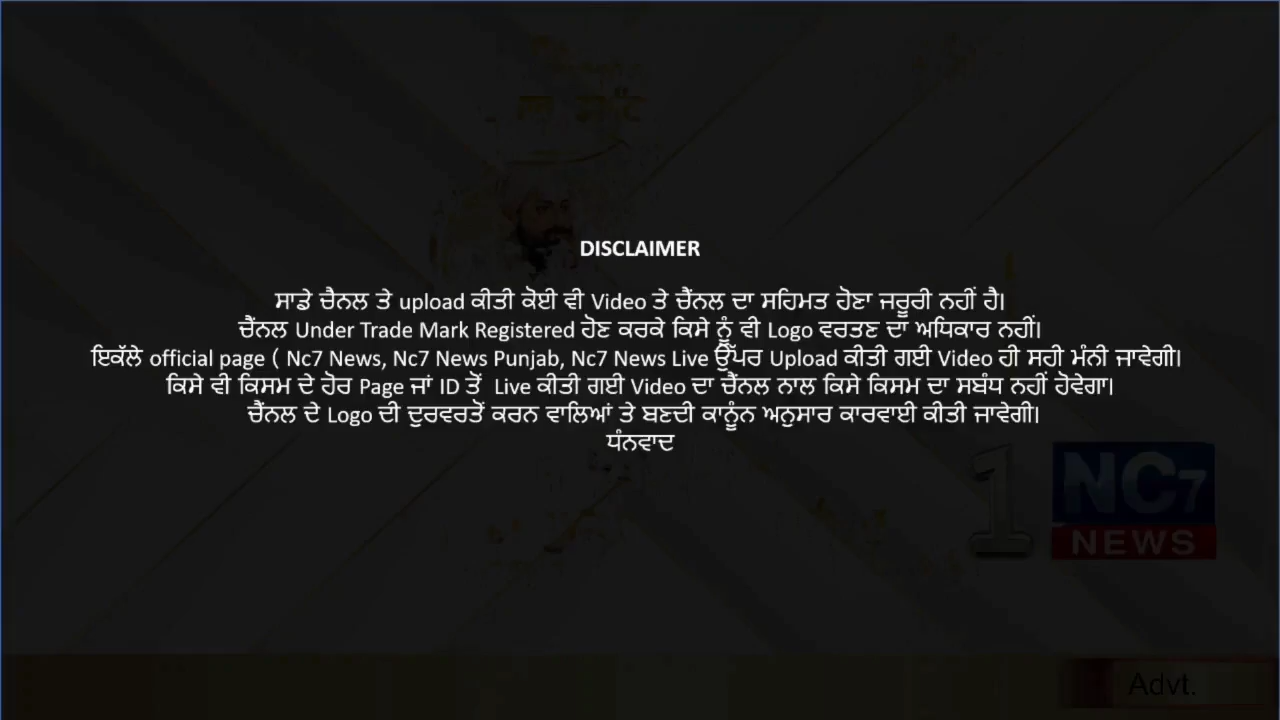 DISCLAIMER
ਸਾਡੇ ਚੈਨਲ ਤੇ upload ਕੀਤੀ ਕੋਈ ਵੀ Video ਤੇ ਚੈਂਨਲ ਦਾ ਸਹਿਮਤ ਹੋਣਾ ਜਰੂਰੀ ਨਹੀਂ ਹੈ।
ਚੈਂਨਲ Under Trade Mark Registered ਹੋਣ ਕਰਕੇ ਕਿਸੇ ਨੂੰ ਵੀ Logo ਵਰਤਣ ਦਾ ਅਧਿਕਾਰ ਨਹੀਂ।
ਇਕੱਲੇ official page ( Nc7 News, Nc7 News Punjab, Nc7 News Live ਉੱਪਰ Upload ਕੀਤੀ ਗਈ Video ਹੀ ਸਹੀ ਮੰਨੀ ਜਾਵੇਗੀ।
ਕਿਸੇ ਵੀ ਕਿਸਮ ਦੇ ਹੋਰ Page ਜਾਂ ID ਤੋਂ Live ਕੀਤੀ ਗਈ Video ਦਾ ਚੈਂਨਲ ਨਾਲ ਕਿਸੇ ਕਿਸਮ ਦਾ ਸਬੰਧ ਨਹੀਂ ਹੋਵੇਗਾ।
ਚੈਂਨਲ ਦੇ Logo ਦੀ ਦੁਰਵਰਤੋਂ ਕਰਨ ਵਾਲਿਆਂ ਤੇ ਬਣਦੀ ਕਾਨੂੰਨ ਅਨੁਸਾਰ ਕਾਰਵਾਈ ਕੀਤੀ ਜਾਵੇਗੀ।
ਧੰਨਵਾਦ
1 NC7
NEWS
Advt.